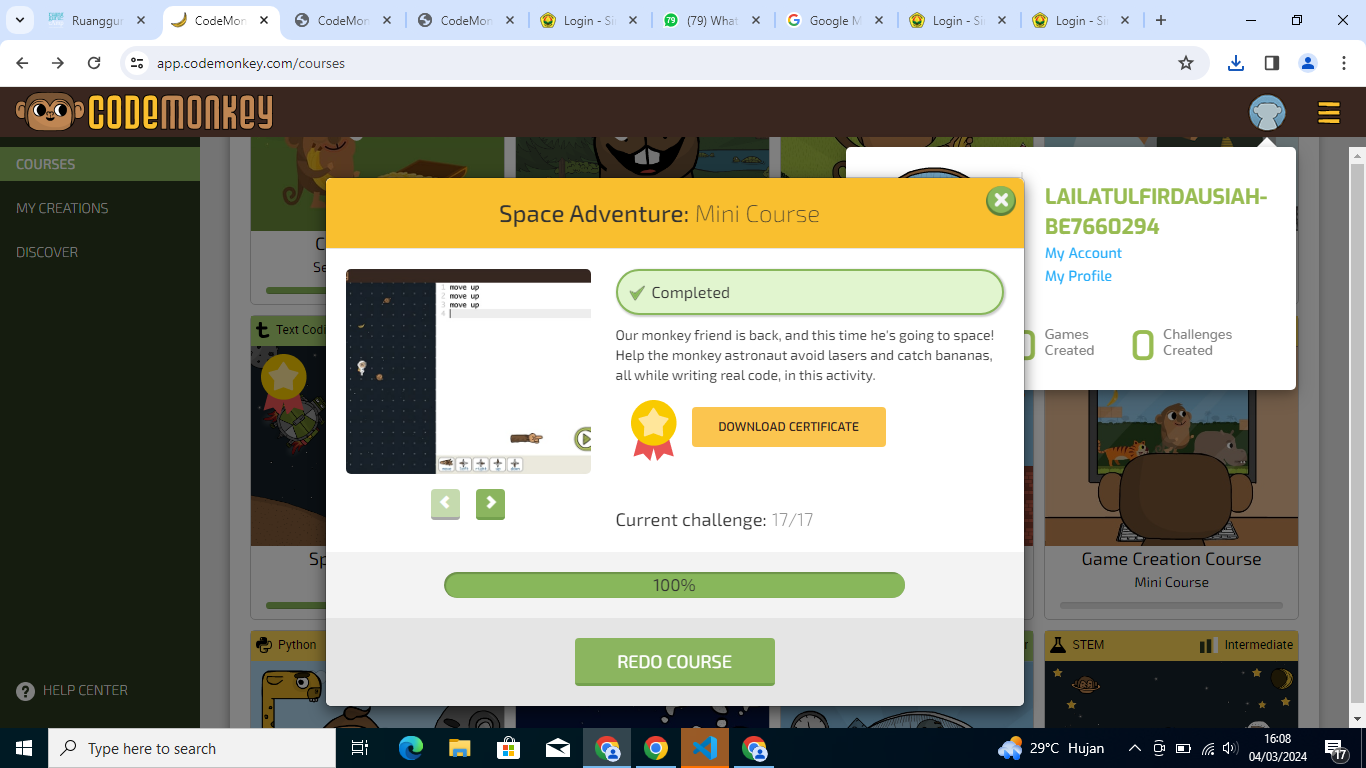 Ruanggur
CodeMon
CodeMon
CodeMon
Login - Si
(79) What
Google M
Login - Si
Login - Si
app.codemonkey.com/courses
CODEMONKEY
COURSES
MY CREATIONS
DISCOVER
HELP CENTER
LAILATULFIRDAUSIAH-
BE7660294
My Account
My Profile
0 Games
Created
0 Challenges
Created
Space Adventure: Mini Course
1 move up
2 move up
3 move up
4
Completed
Our monkey friend is back, and this time he's going to space!
Help the monkey astronaut avoid lasers and catch bananas,
all while writing real code, in this activity.
DOWNLOAD CERTIFICATE
Current challenge: 17/17
100%
REDO COURSE
C
Se
Text Codi
Sp
Game Creation Course
Mini Course
Python
r
STEM
Intermediate
Type here to search
79
29°C Hujan
16:08
04/03/2024
17